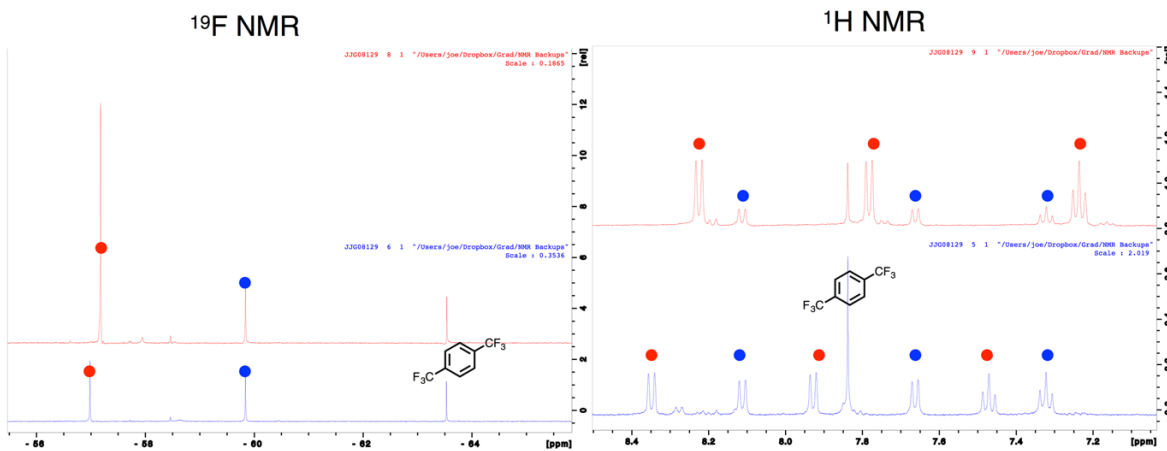 ¹⁹F NMR
¹H NMR
JJG08129 8 1 "/Users/joe/Dropbox/Grad/NMR Backups"
Scale : 0.1865
JJG08129 6 1 "/Users/joe/Dropbox/Grad/NMR Backups"
Scale : 0.3536
[rel]
12
10
8
6
4
2
0
CF₃
F₃C
- 56
- 58
- 60
- 62
- 64
[ppm]
JJG08129 9 1 "/Users/joe/Dropbox/Grad/NMR Backups"
JJG08129 5 1 "/Users/joe/Dropbox/Grad/NMR Backups"
Scale : 2.019
CF₃
F₃C
8.4
8.2
8.0
7.8
7.6
7.4
7.2
[ppm]